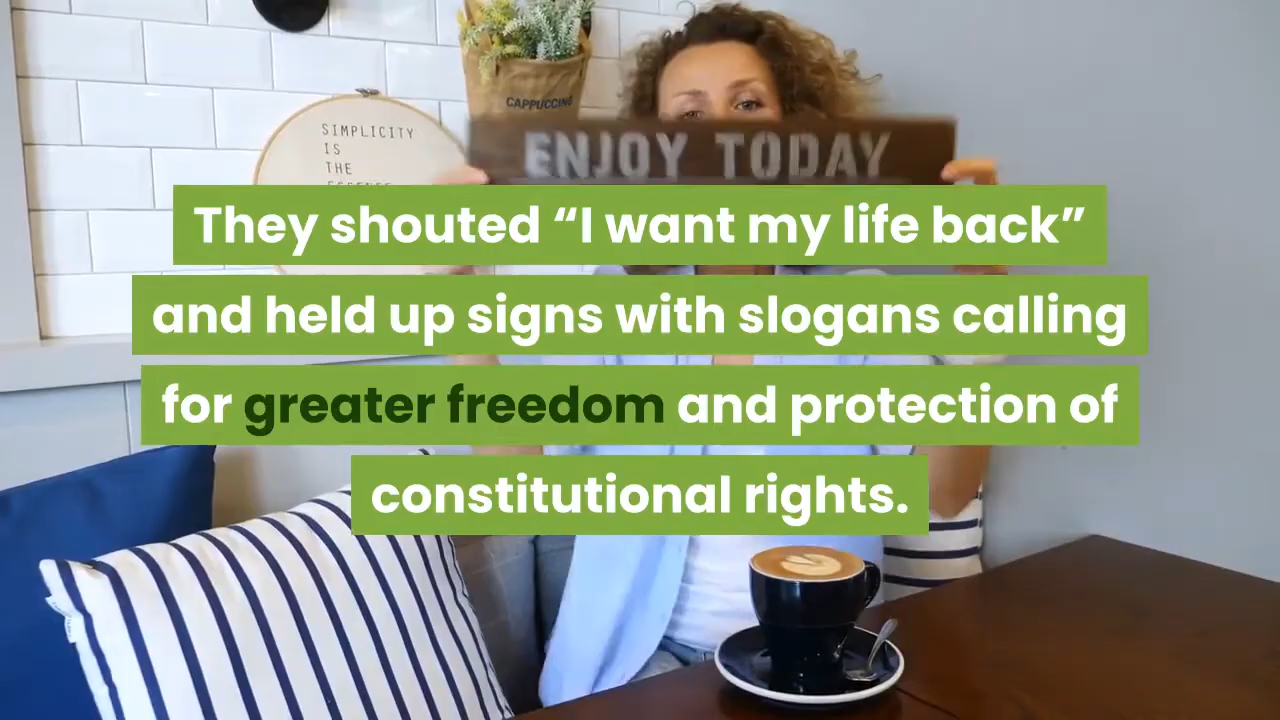 CAPPUCCINO
SIMPLICITY
IS
THE
ESSENCE
ENJOY TODAY
They shouted “I want my life back”
and held up signs with slogans calling
for greater freedom and protection of
constitutional rights.